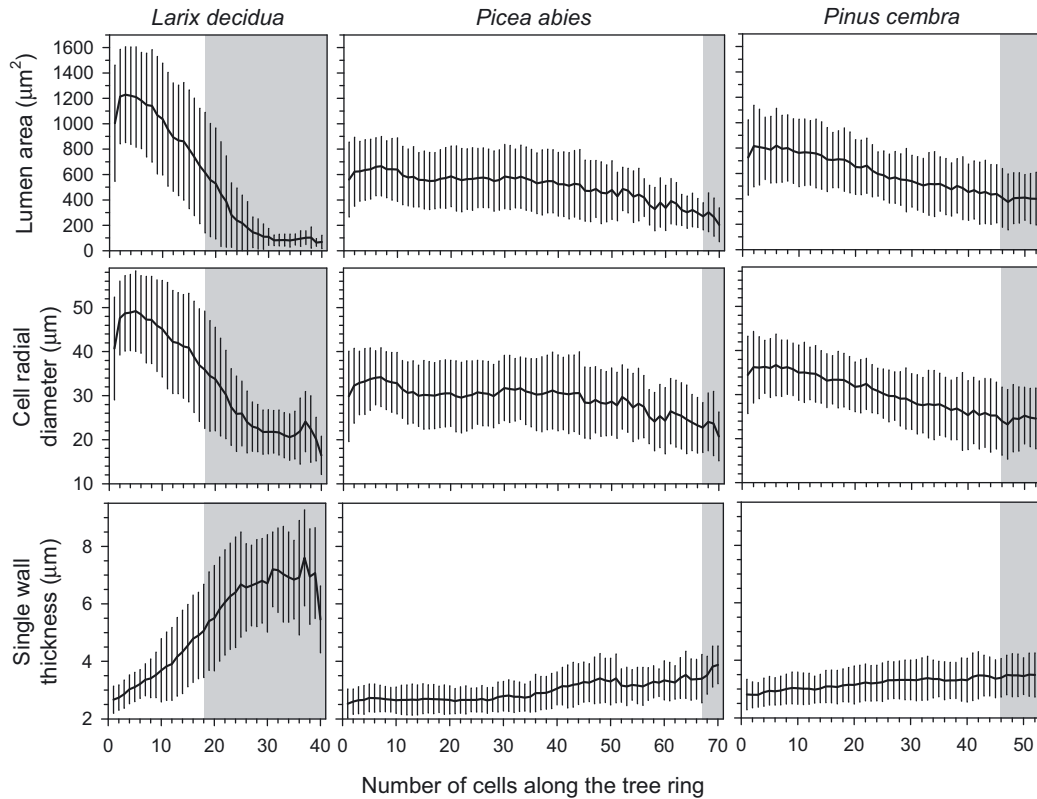 Larix decidua
Picea abies
Pinus cembra
Lumen area (μm²)
1600
1400
1200
1000
800
600
400
200
0
Cell radial
diameter (μm)
50
40
30
20
10
Single wall
thickness (μm)
8
6
4
2
0 10 20 30 40
0 10 20 30 40 50 60 70
0 10 20 30 40 50
Number of cells along the tree ring